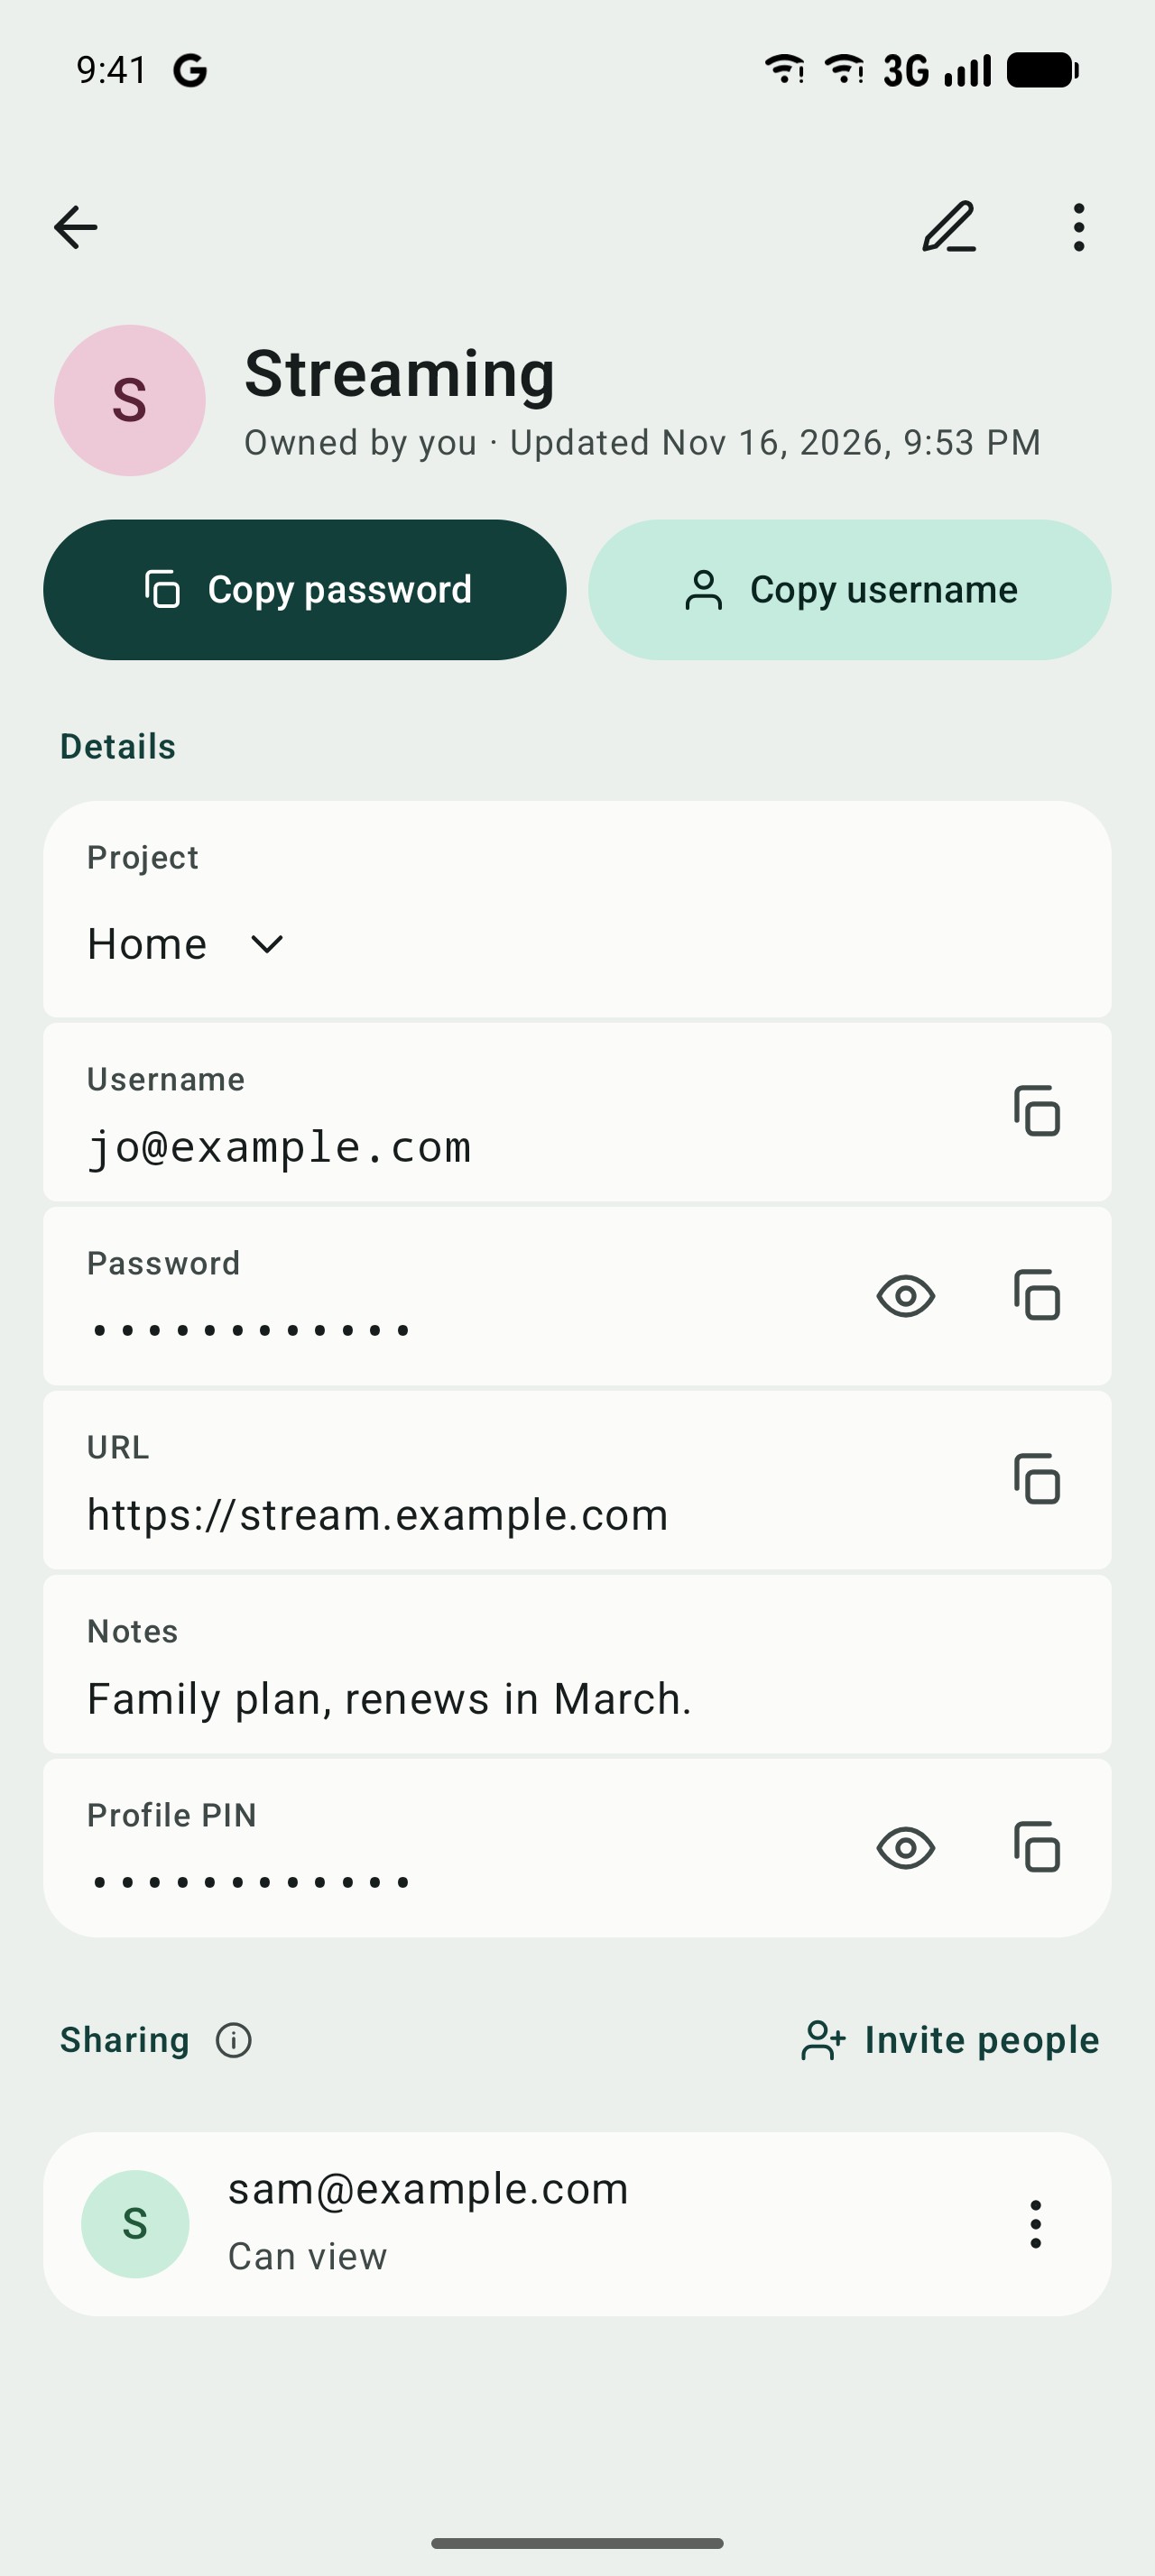 9:41
3G
S
Streaming
Owned by you · Updated Nov 16, 2026, 9:53 PM
Copy password
Copy username
Details
Project
Home
Username
jo@example.com
Password
••••••••••••
URL
https://stream.example.com
Notes
Family plan, renews in March.
Profile PIN
••••••••••••
Sharing
Invite people
S
sam@example.com
Can view